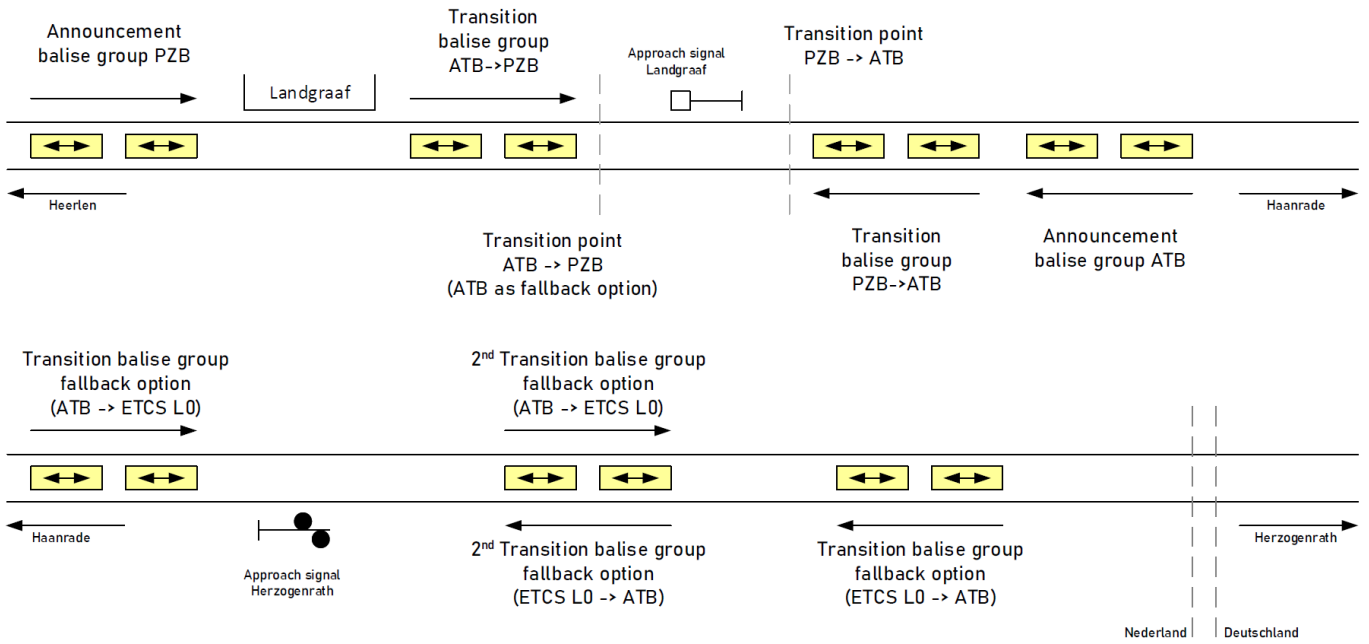 Announcement
balise group PZB
Transition
balise group
ATB->PZB
Approach signal
Landgraaf
Transition point
PZB -> ATB
Landgraaf
Heerlen
Haanrade
Transition point
ATB -> PZB
(ATB as fallback option)
Transition
balise group
PZB->ATB
Announcement
balise group ATB
Transition balise group
fallback option
(ATB -> ETCS L0)
2nd Transition balise group
fallback option
(ATB -> ETCS L0)
Haanrade
Herzogenrath
Approach signal
Herzogenrath
2nd Transition balise group
fallback option
(ETCS L0 -> ATB)
Transition balise group
fallback option
(ETCS L0 -> ATB)
Nederland
Deutschland